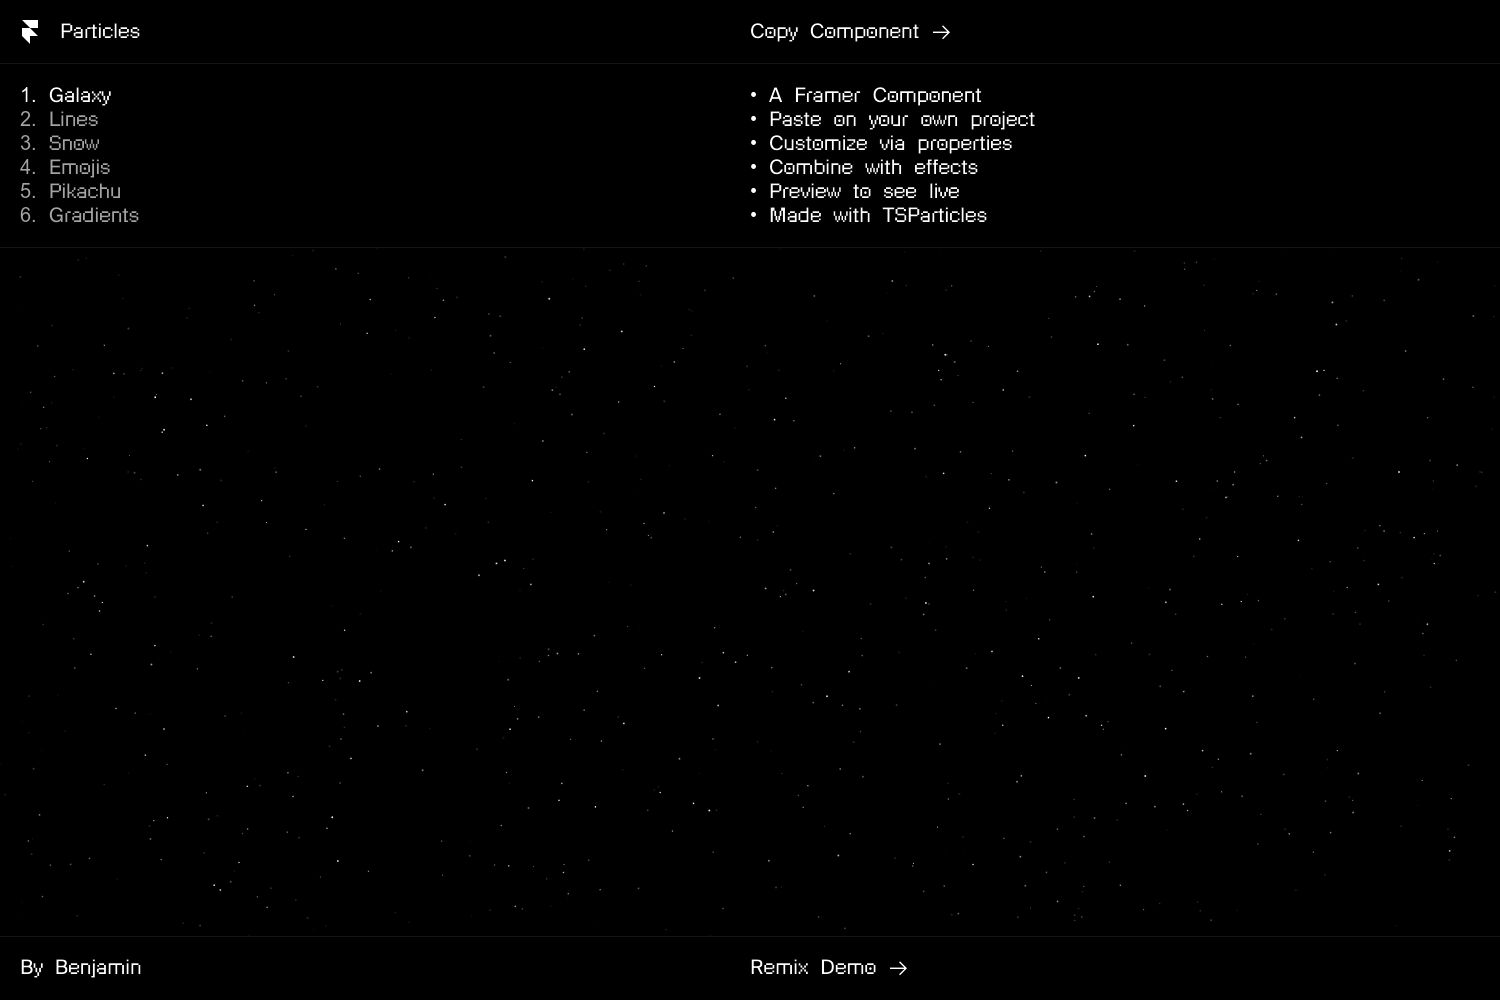 Particles
Copy Component →
1. Galaxy
2. Lines
3. Snow
4. Emojis
5. Pikachu
6. Gradients
• A Framer Component
• Paste on your own project
• Customize via properties
• Combine with effects
• Preview to see live
• Made with TSParticles
By Benjamin
Remix Demo →